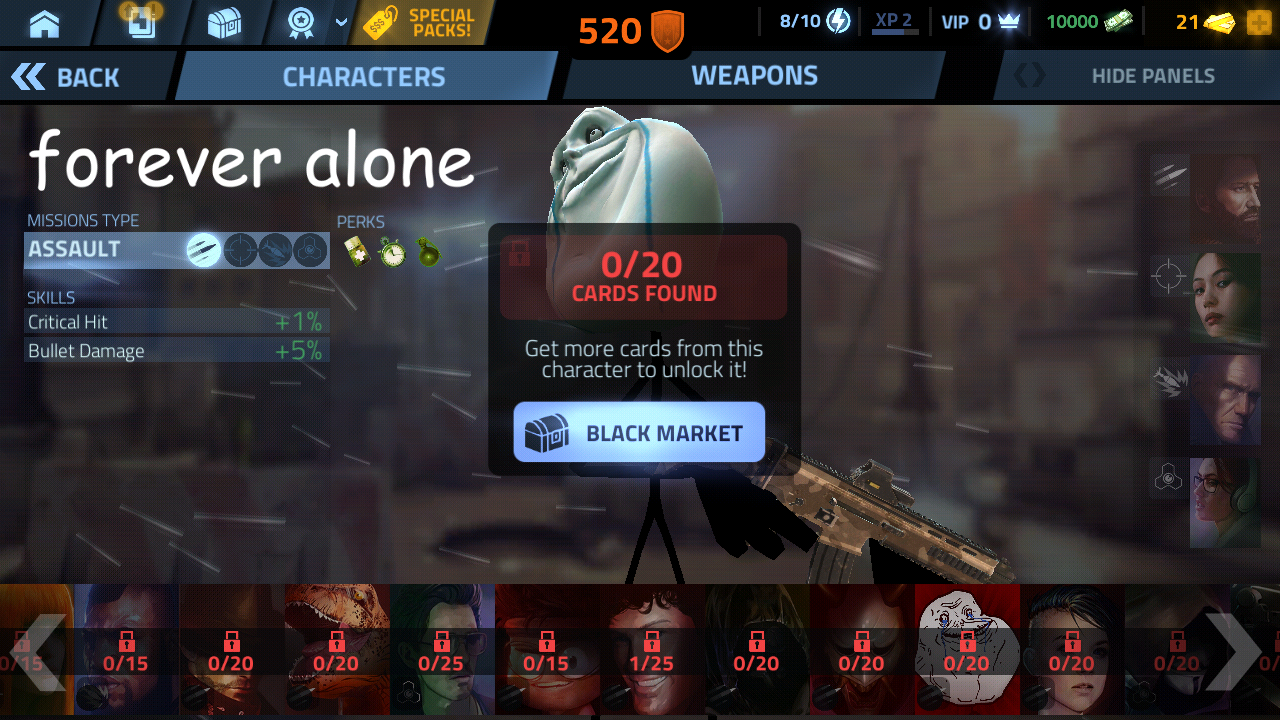 SPECIAL
PACKS!
520
8/10
XP 2
VIP 0
10000
21
BACK
CHARACTERS
WEAPONS
HIDE PANELS
forever alone
MISSIONS TYPE
PERKS
ASSAULT
SKILLS
Critical Hit +1%
Bullet Damage +5%
0/20
CARDS FOUND
Get more cards from this
character to unlock it!
BLACK MARKET
0/15 0/15 0/20 0/20 0/25 0/15 1/25 0/20 0/20 0/20 0/20 0/20